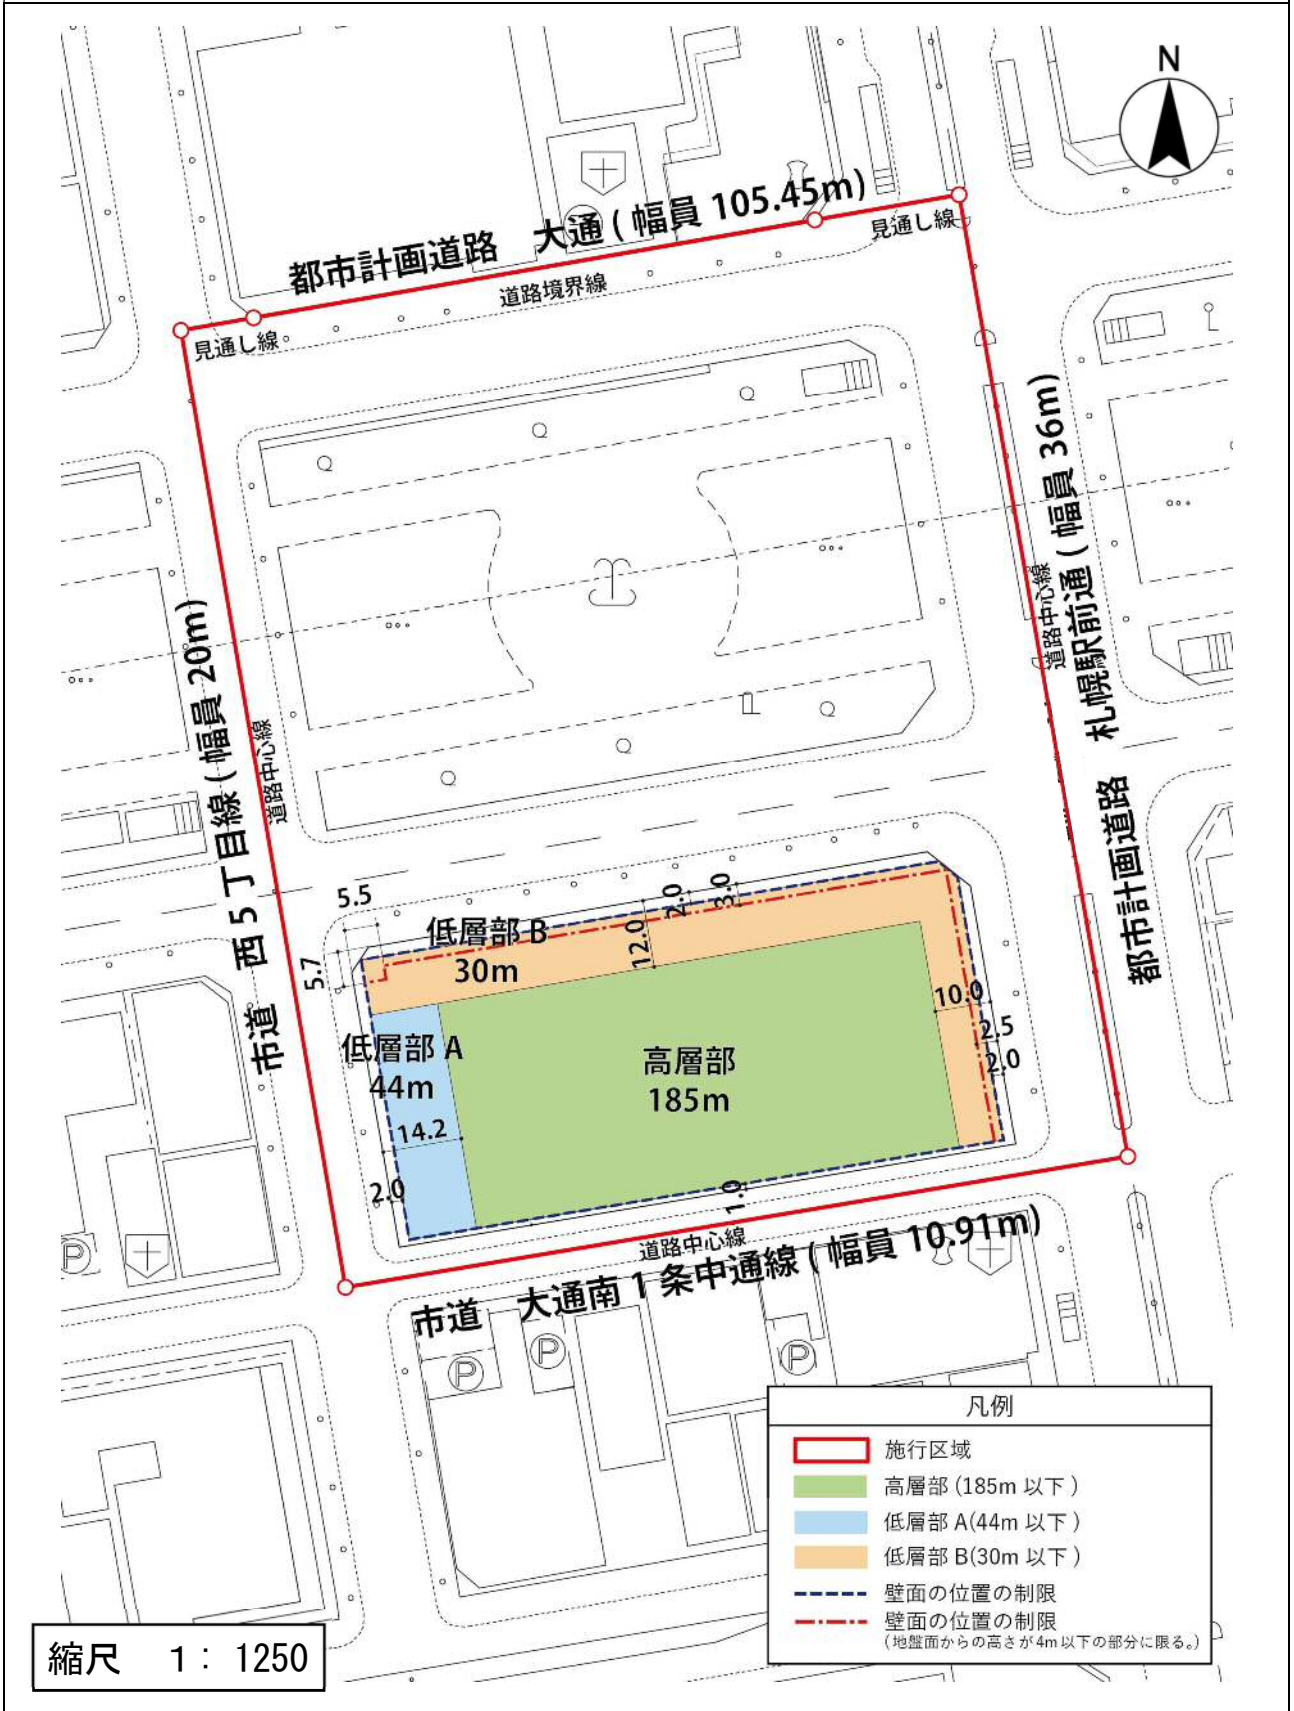 N
都市計画道路 大通(幅員 105.45m)
見通し線
道路境界線
見通し線
札幌駅前通(幅員 36m)
道路中心線
都市計画道路
市道 西5丁目線(幅員 20m)
道路中心線
5.5
5.7
低層部 B
30m
12.0
2.0
3.0
10.0
2.5
2.0
低層部 A
44m
高層部
185m
14.2
2.0
1.0
道路中心線
市道 大通南1条中通線(幅員 10.91m)
P
P
P
P
凡例
施行区域
高層部(185m 以下)
低層部 A(44m 以下)
低層部 B(30m 以下)
壁面の位置の制限
壁面の位置の制限
(地盤面からの高さが4m以下の部分に限る。)
縮尺 1：1250